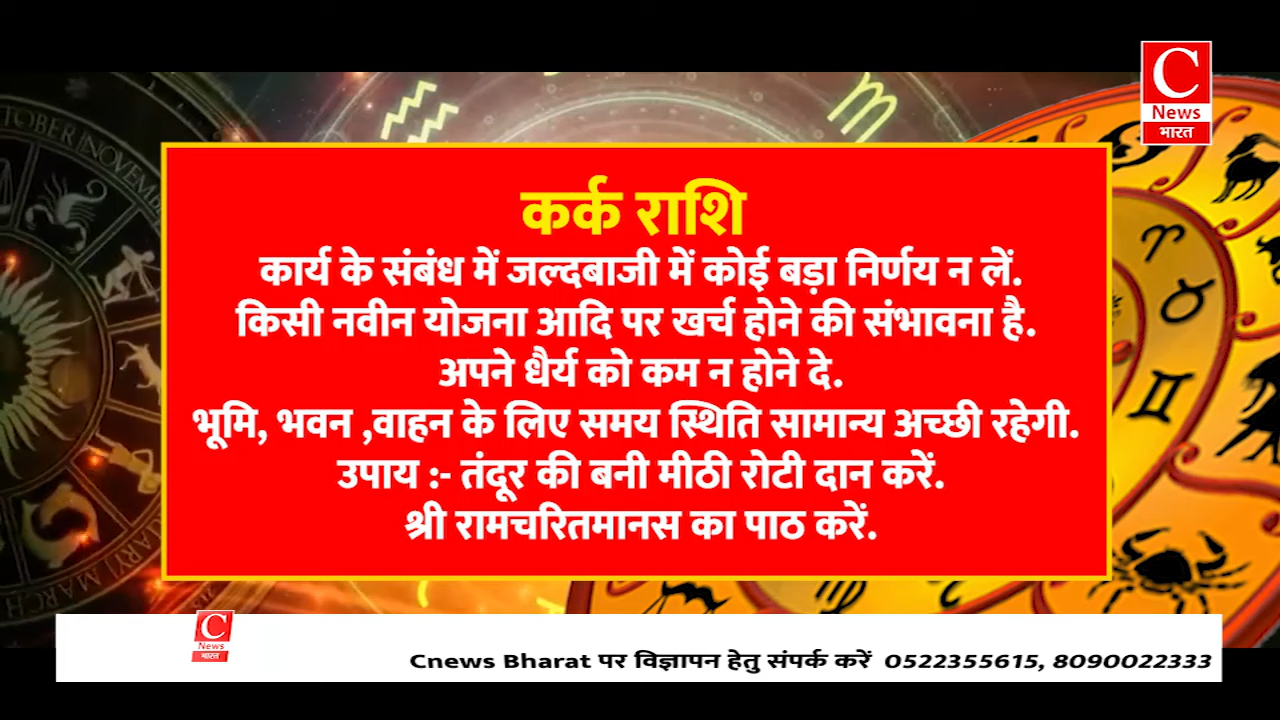 C
News
भारत
कर्क राशि
कार्य के संबंध में जल्दबाजी में कोई बड़ा निर्णय न लें.
किसी नवीन योजना आदि पर खर्च होने की संभावना है.
अपने धैर्य को कम न होने दे.
भूमि, भवन ,वाहन के लिए समय स्थिति सामान्य अच्छी रहेगी.
उपाय :- तंदूर की बनी मीठी रोटी दान करें.
श्री रामचरितमानस का पाठ करें.
C
News
भारत
Cnews Bharat पर विज्ञापन हेतु संपर्क करें 0522355615, 8090022333